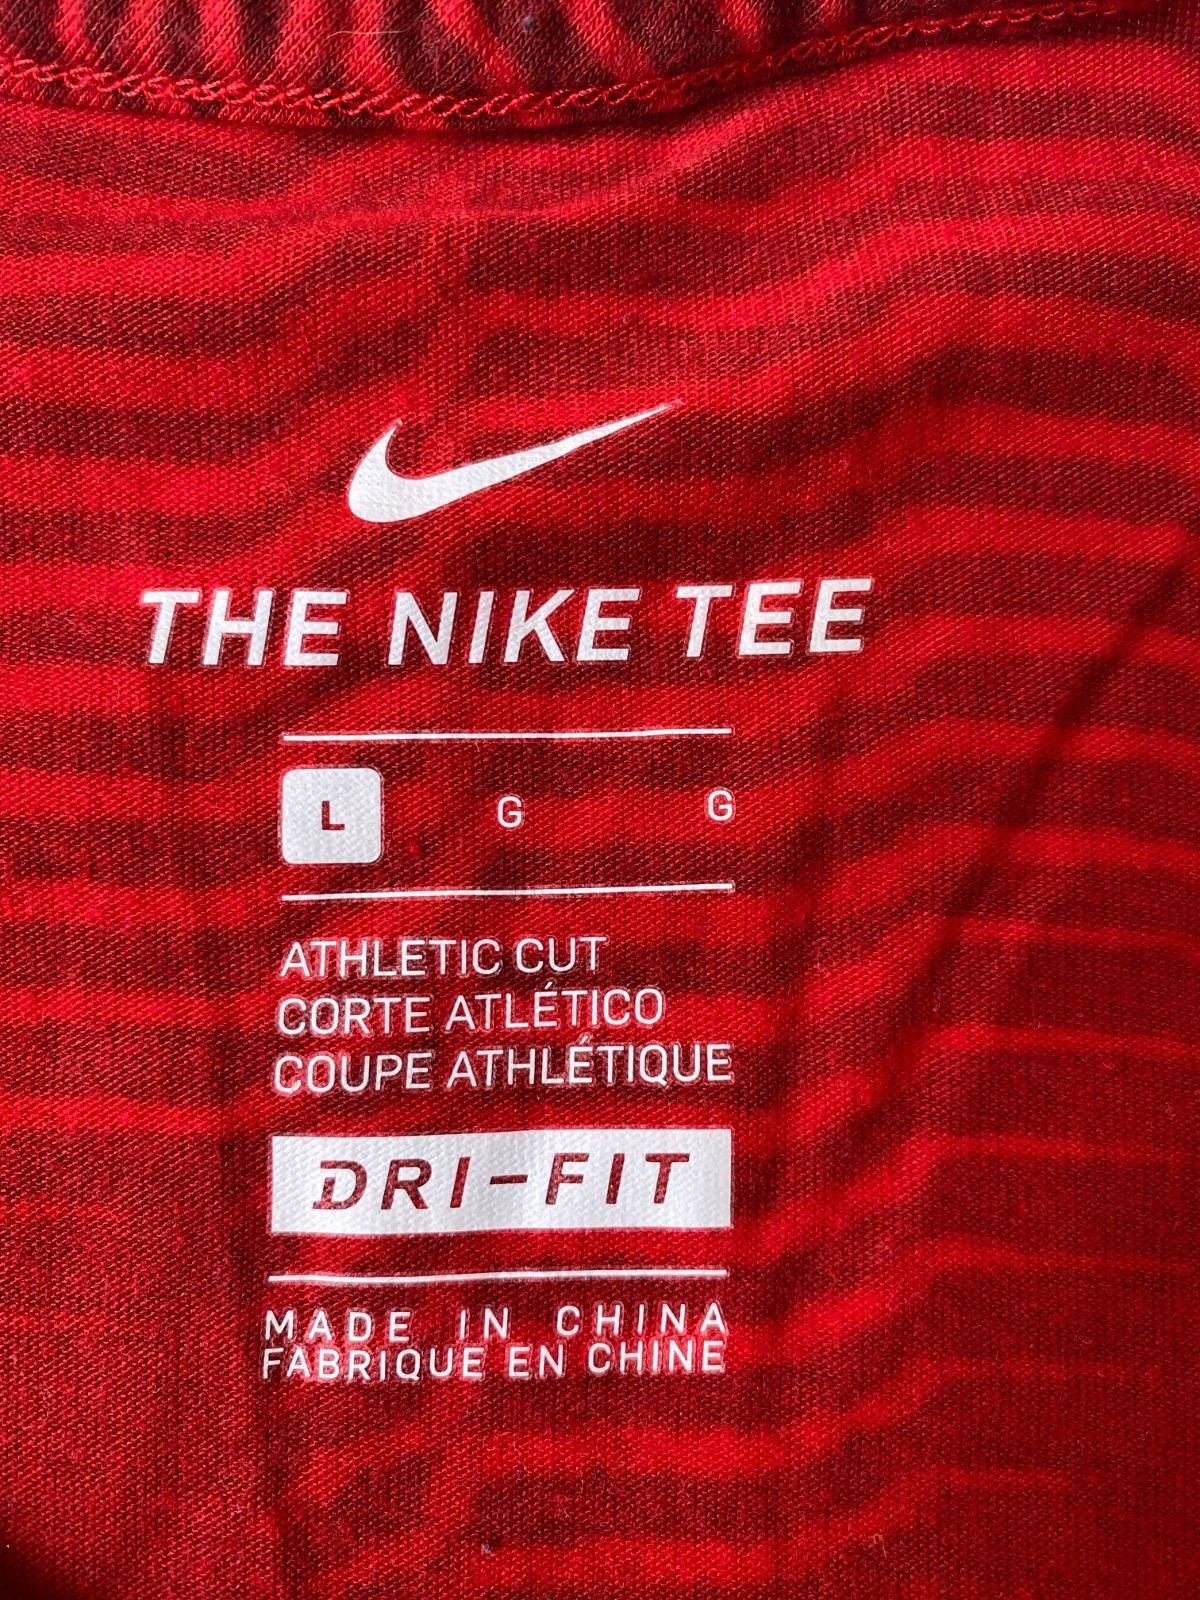 THE NIKE TEE
L G G
ATHLETIC CUT
CORTE ATLÉTICO
COUPE ATHLÉTIQUE
DRI-FIT
MADE IN CHINA
FABRIQUE EN CHINE